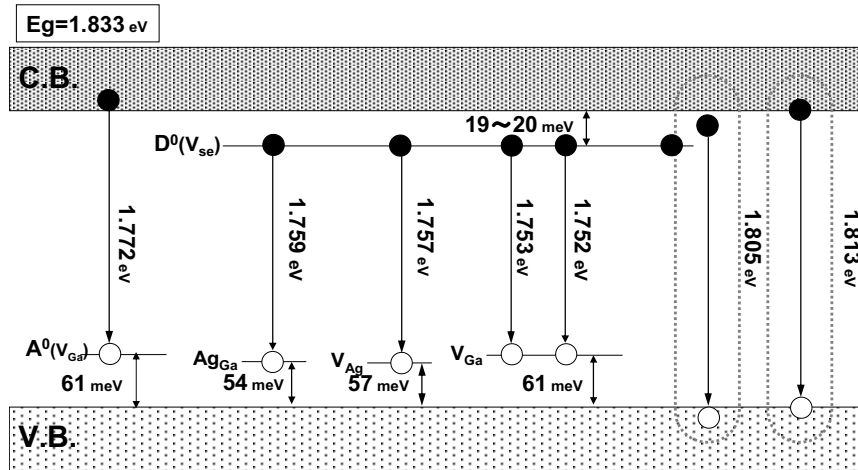 Eg=1.833 eV
C.B.
19～20 meV
D⁰(Vse)
1.772 eV
1.759 eV
1.757 eV
1.753 eV
1.752 eV
1.805 eV
1.813 eV
A⁰(VGa)
AgGa
VAg
VGa
61 meV
54 meV
57 meV
61 meV
V.B.